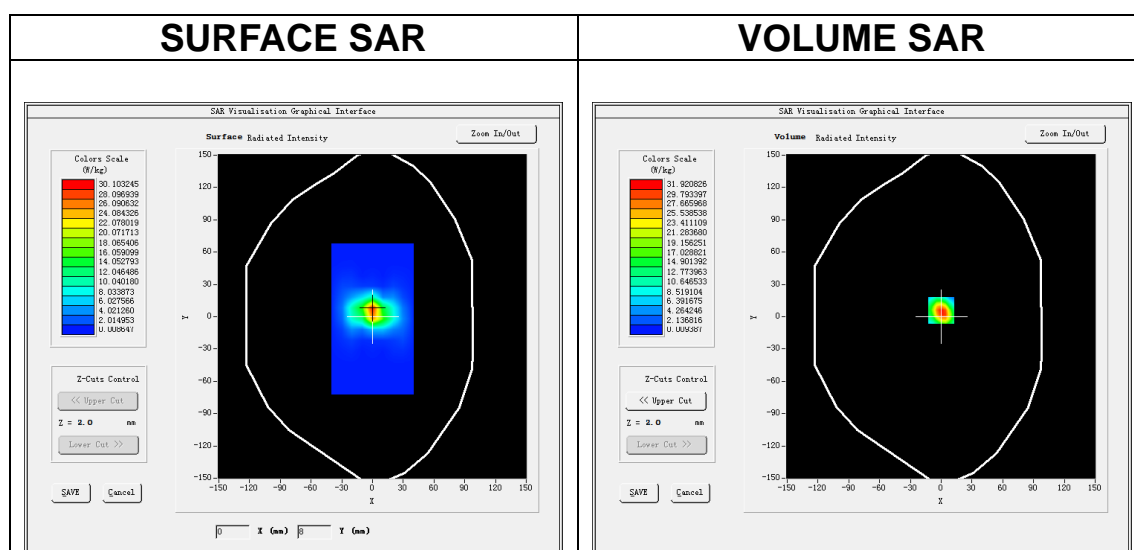 SURFACE SAR
VOLUME SAR
SAR Visualisation Graphical Interface
Surface Radiated Intensity
Zoom In/Out
Colors Scale
(W/kg)
30.103245
28.096939
26.090632
24.084326
22.078019
20.071713
18.065406
16.059099
14.052793
12.046486
10.040180
8.033873
6.027566
4.021260
2.014953
0.008647
150
120
90
60
30
0
-30
-60
-90
-120
-150
Y
-150 -120 -90 -60 -30 0 30 60 90 120 150
X
Z-Cuts Control
<< Upper Cut
Z = 2.0 mm
Lower Cut >>
SAVE Cancel
0 X (mm) 8 Y (mm)
SAR Visualisation Graphical Interface
Volume Radiated Intensity
Zoom In/Out
Colors Scale
(W/kg)
31.920826
29.793397
27.665968
25.538538
23.411109
21.283680
19.156251
17.028821
14.901392
12.773963
10.646533
8.519104
6.391675
4.264246
2.136816
0.009387
150
120
90
60
30
0
-30
-60
-90
-120
-150
Y
-150 -120 -90 -60 -30 0 30 60 90 120 150
X
Z-Cuts Control
<< Upper Cut
Z = 2.0 mm
Lower Cut >>
SAVE Cancel